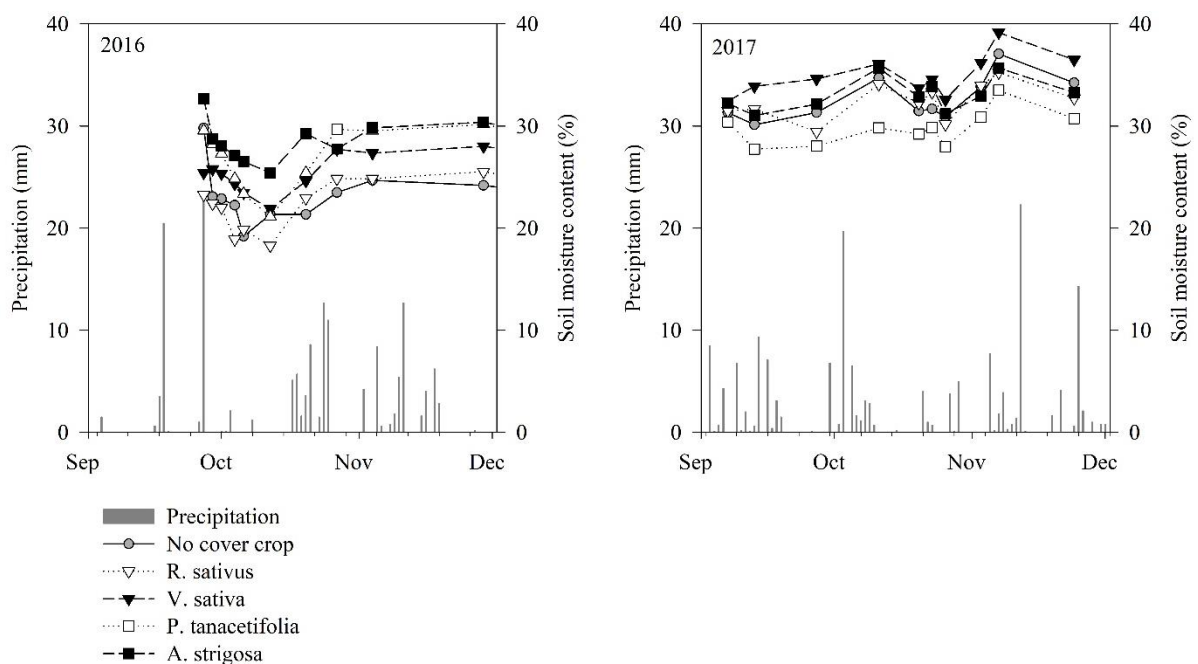 2016
Precipitation (mm)
40
30
20
10
0
Soil moisture content (%)
40
30
20
10
0
Sep Oct Nov Dec
2017
Precipitation (mm)
40
30
20
10
0
Soil moisture content (%)
40
30
20
10
0
Sep Oct Nov Dec
Precipitation
No cover crop
R. sativus
V. sativa
P. tanacetifolia
A. strigosa